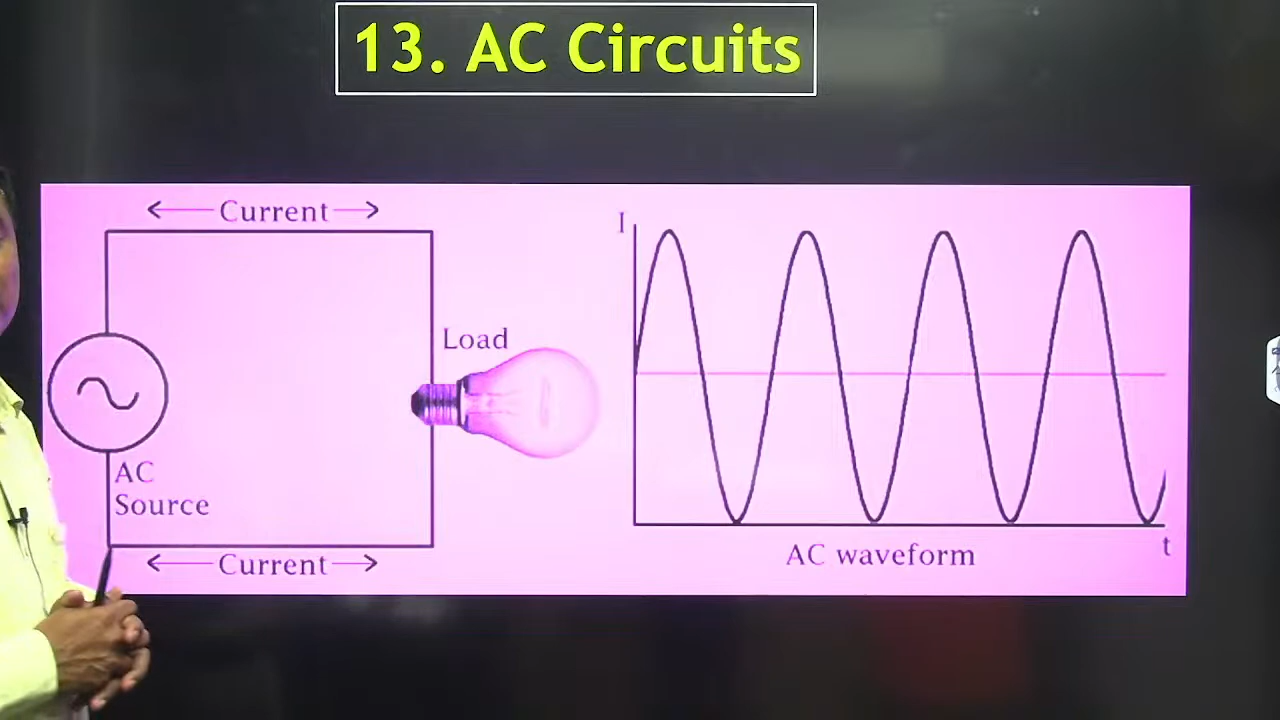 13. AC Circuits
Current
Load
AC
Source
Current
I
t
AC waveform